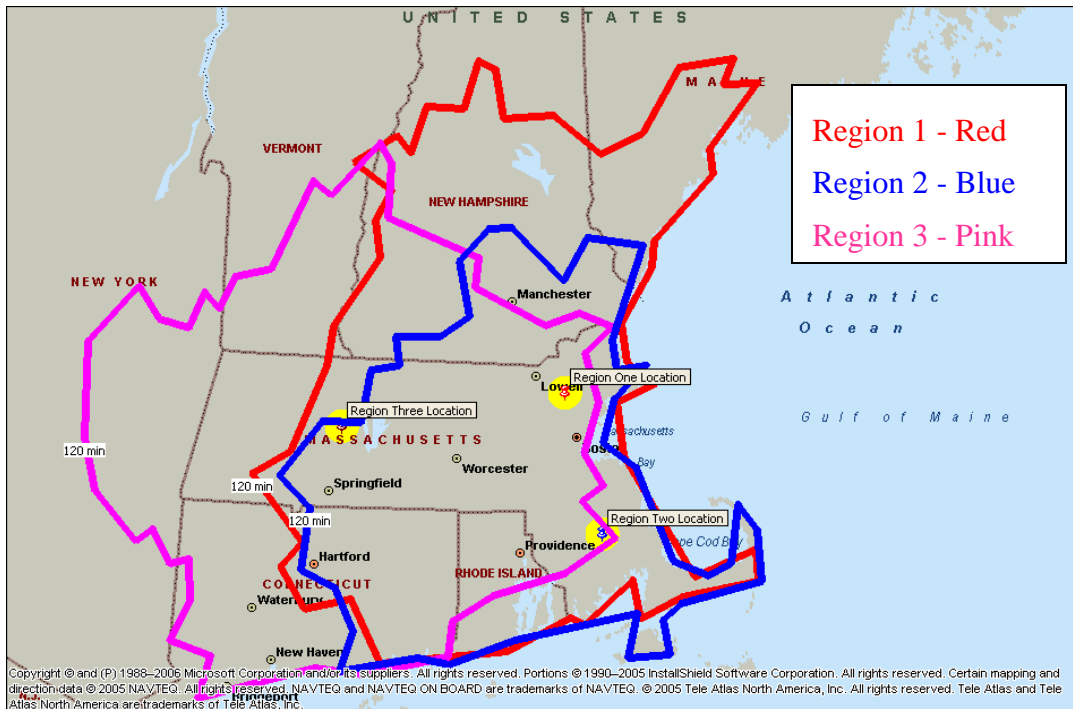 UNITED STATES
MAINE
VERMONT
Region 1 - Red
Region 2 - Blue
Region 3 - Pink
NEW HAMPSHIRE
NEW YORK
Manchester
Atlantic
Ocean
Lowell
Region One Location
Region Three Location
Gulf of Maine
MASSACHUSETTS
Massachusetts
Boston
Bay
120 min
Worcester
Springfield
120 min
120 min
Region Two Location
Cape Cod Bay
Providence
Hartford
RHODE ISLAND
CONNECTICUT
Waterbury
New Haven
Copyright © and (P) 1988–2006 Microsoft Corporation and/or its suppliers. All rights reserved. Portions © 1990–2005 InstallShield Software Corporation. All rights reserved. Certain mapping and
direction data © 2005 NAVTEQ. All rights reserved. NAVTEQ and NAVTEQ ON BOARD are trademarks of NAVTEQ. © 2005 Tele Atlas North America, Inc. All rights reserved. Tele Atlas and Tele
N.J.
Bridgeport
Atlas North America are trademarks of Tele Atlas, Inc.